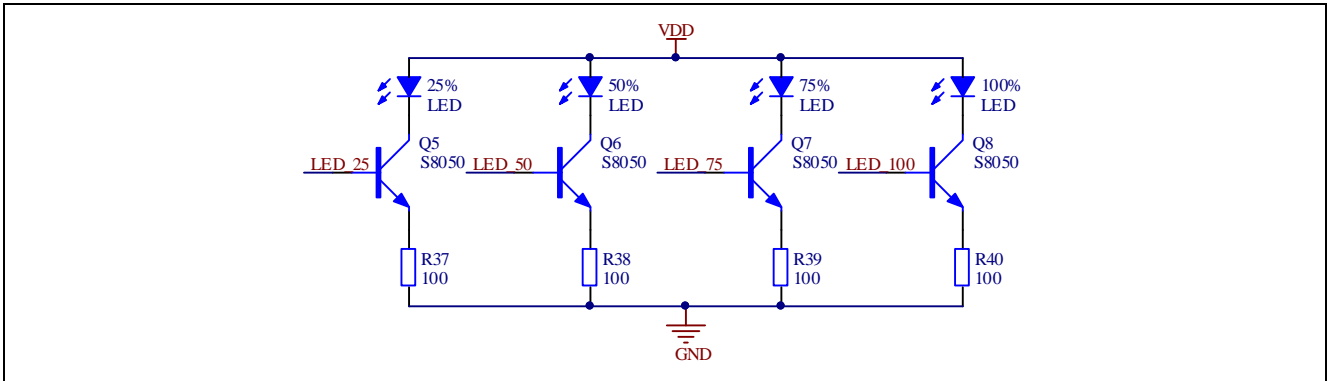 VDD
25%
LED
50%
LED
75%
LED
100%
LED
Q5
S8050
Q6
S8050
Q7
S8050
Q8
S8050
LED_25
LED_50
LED_75
LED_100
R37
100
R38
100
R39
100
R40
100
GND